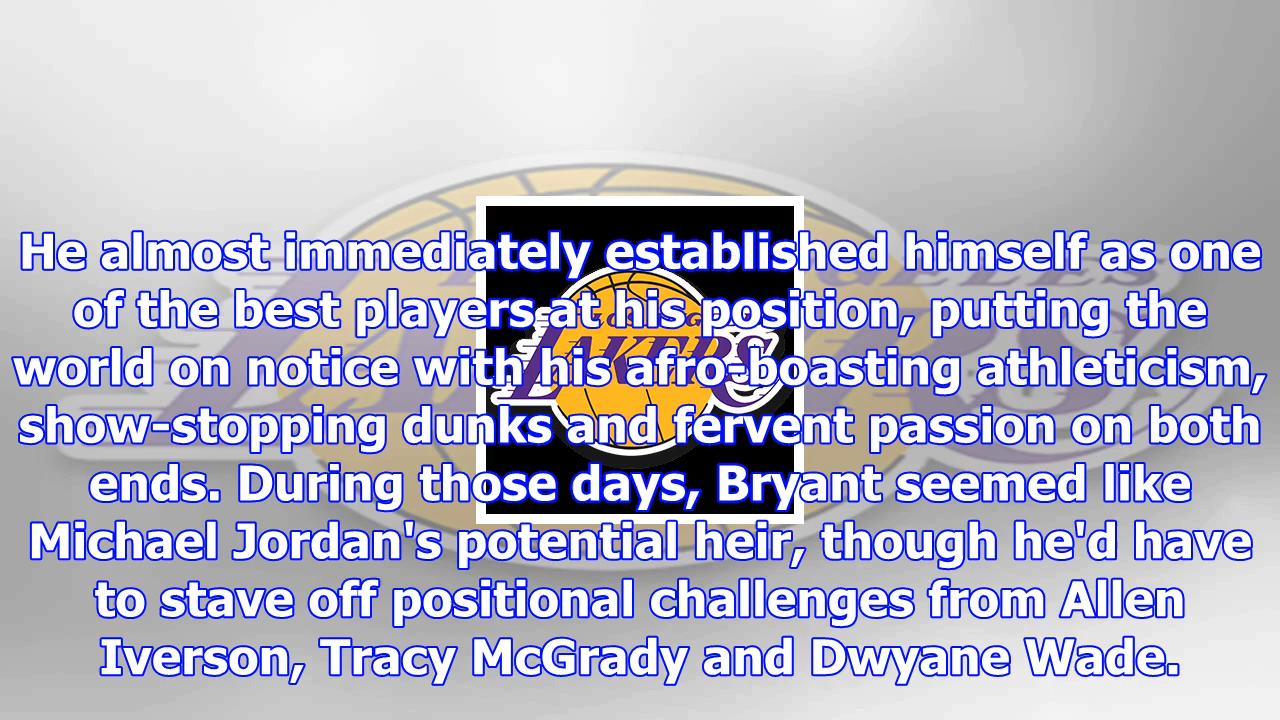 He almost immediately established himself as one
of the best players at his position, putting the
world on notice with his afro-boasting athleticism,
show-stopping dunks and fervent passion on both
ends. During those days, Bryant seemed like
Michael Jordan's potential heir, though he'd have
to stave off positional challenges from Allen
Iverson, Tracy McGrady and Dwyane Wade.
LAKERS